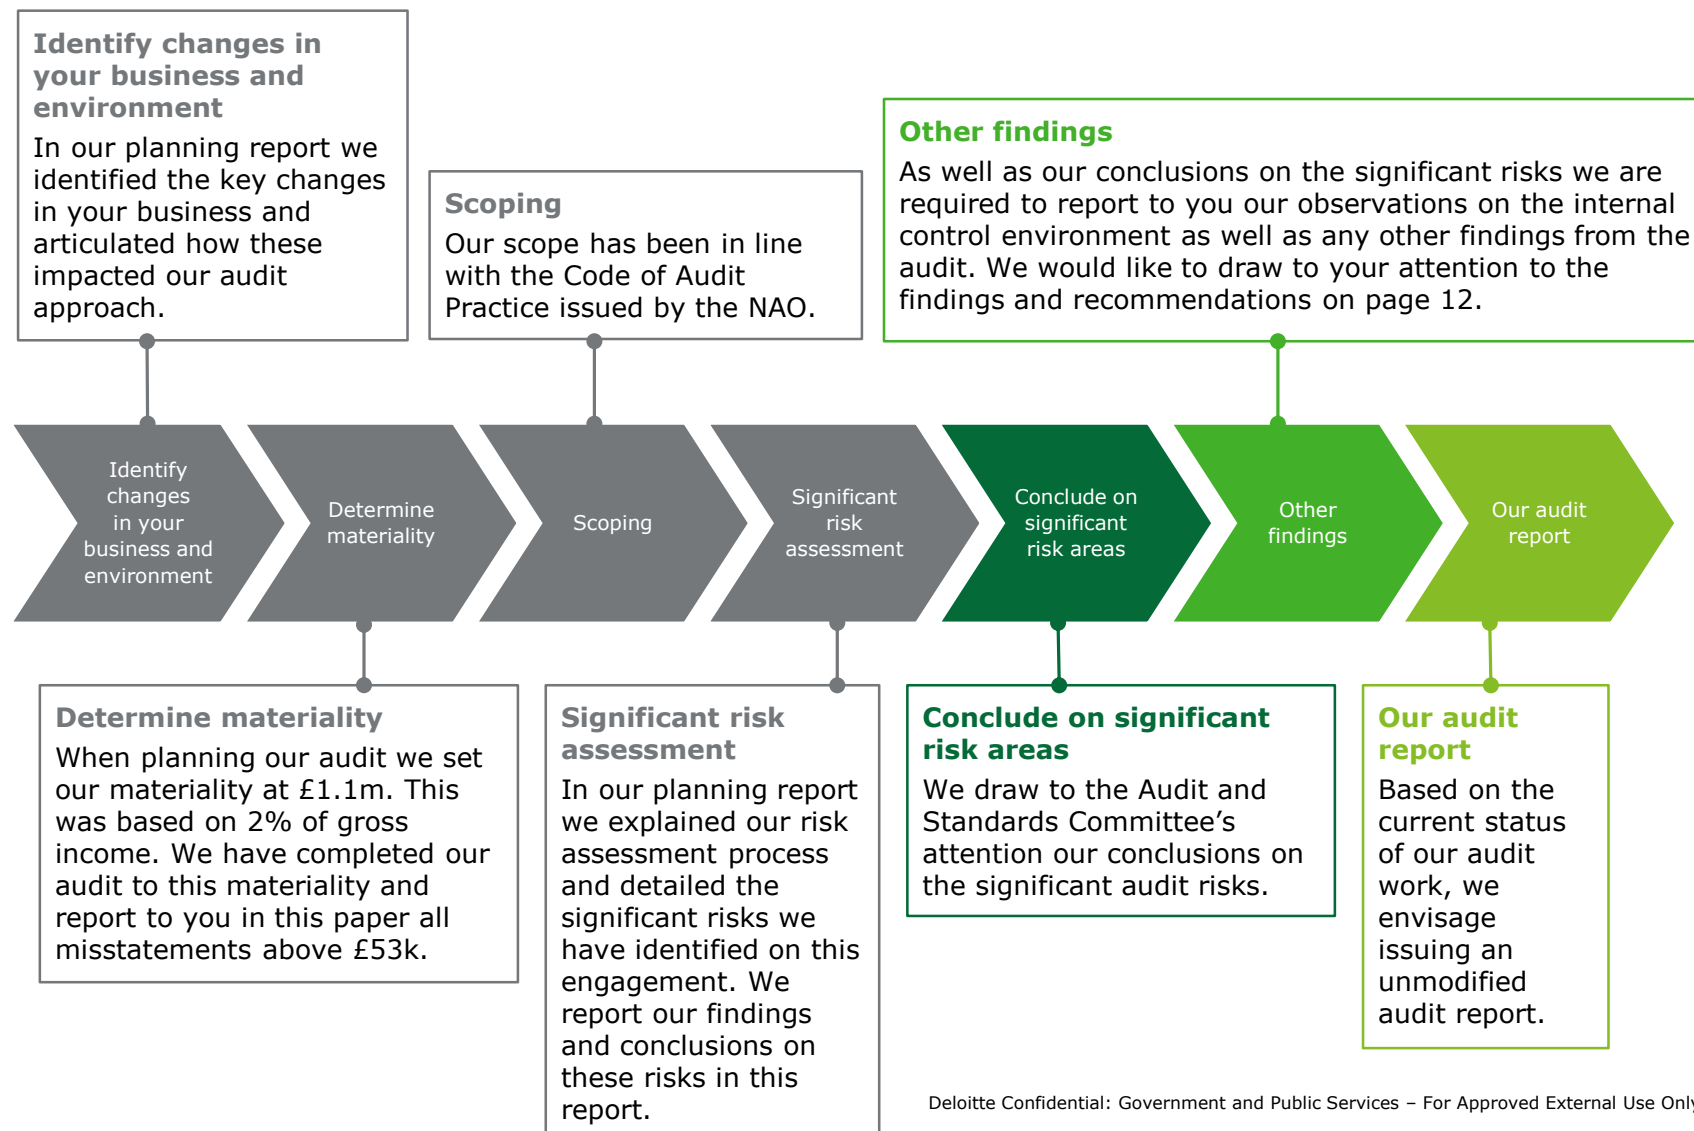 Identify changes in
your business and
environment
In our planning report we
identified the key changes
in your business and
articulated how these
impacted our audit
approach.
Scoping
Our scope has been in line
with the Code of Audit
Practice issued by the NAO.
Other findings
As well as our conclusions on the significant risks we are
required to report to you our observations on the internal
control environment as well as any other findings from the
audit. We would like to draw to your attention to the
findings and recommendations on page 12.
Identify
changes
in your
business and
environment
Determine
materiality
Scoping
Significant
risk
assessment
Conclude on
significant
risk areas
Other
findings
Our audit
report
Determine materiality
When planning our audit we set
our materiality at £1.1m. This
was based on 2% of gross
income. We have completed our
audit to this materiality and
report to you in this paper all
misstatements above £53k.
Significant risk
assessment
In our planning report
we explained our risk
assessment process
and detailed the
significant risks we
have identified on this
engagement. We
report our findings
and conclusions on
these risks in this
report.
Conclude on significant
risk areas
We draw to the Audit and
Standards Committee’s
attention our conclusions on
the significant audit risks.
Our audit
report
Based on the
current status
of our audit
work, we
envisage
issuing an
unmodified
audit report.
Deloitte Confidential: Government and Public Services – For Approved External Use Only